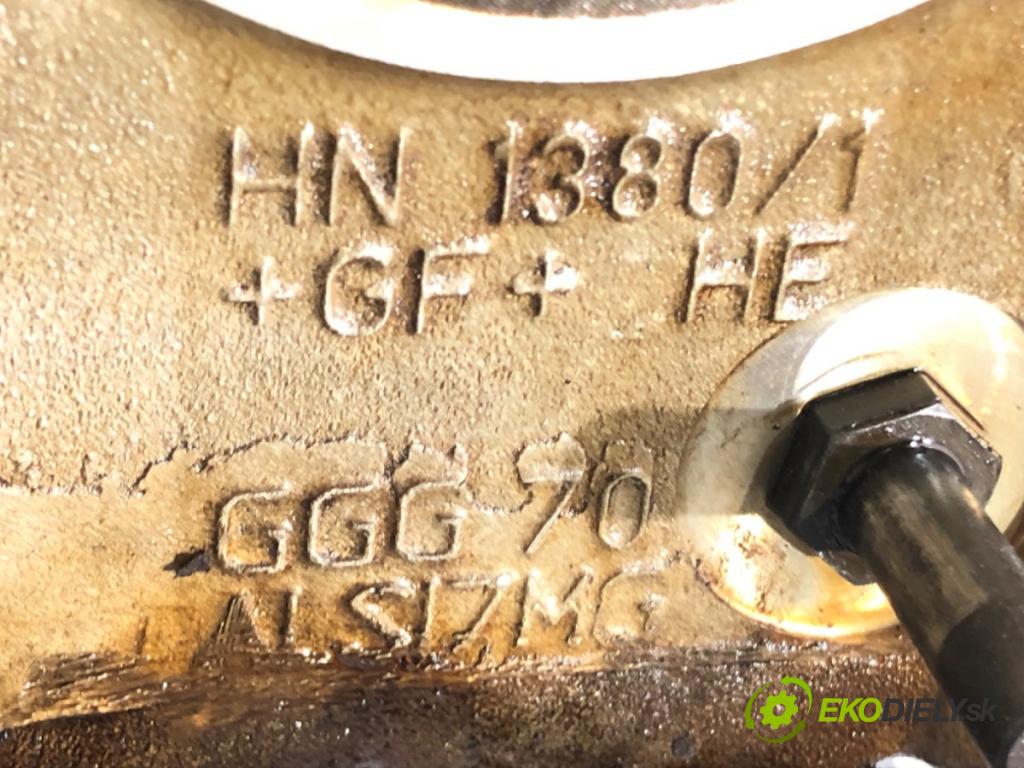 HN 1380/1
+GF+ HE
GGG 70
ALSI7MG
EKODIELY.sk